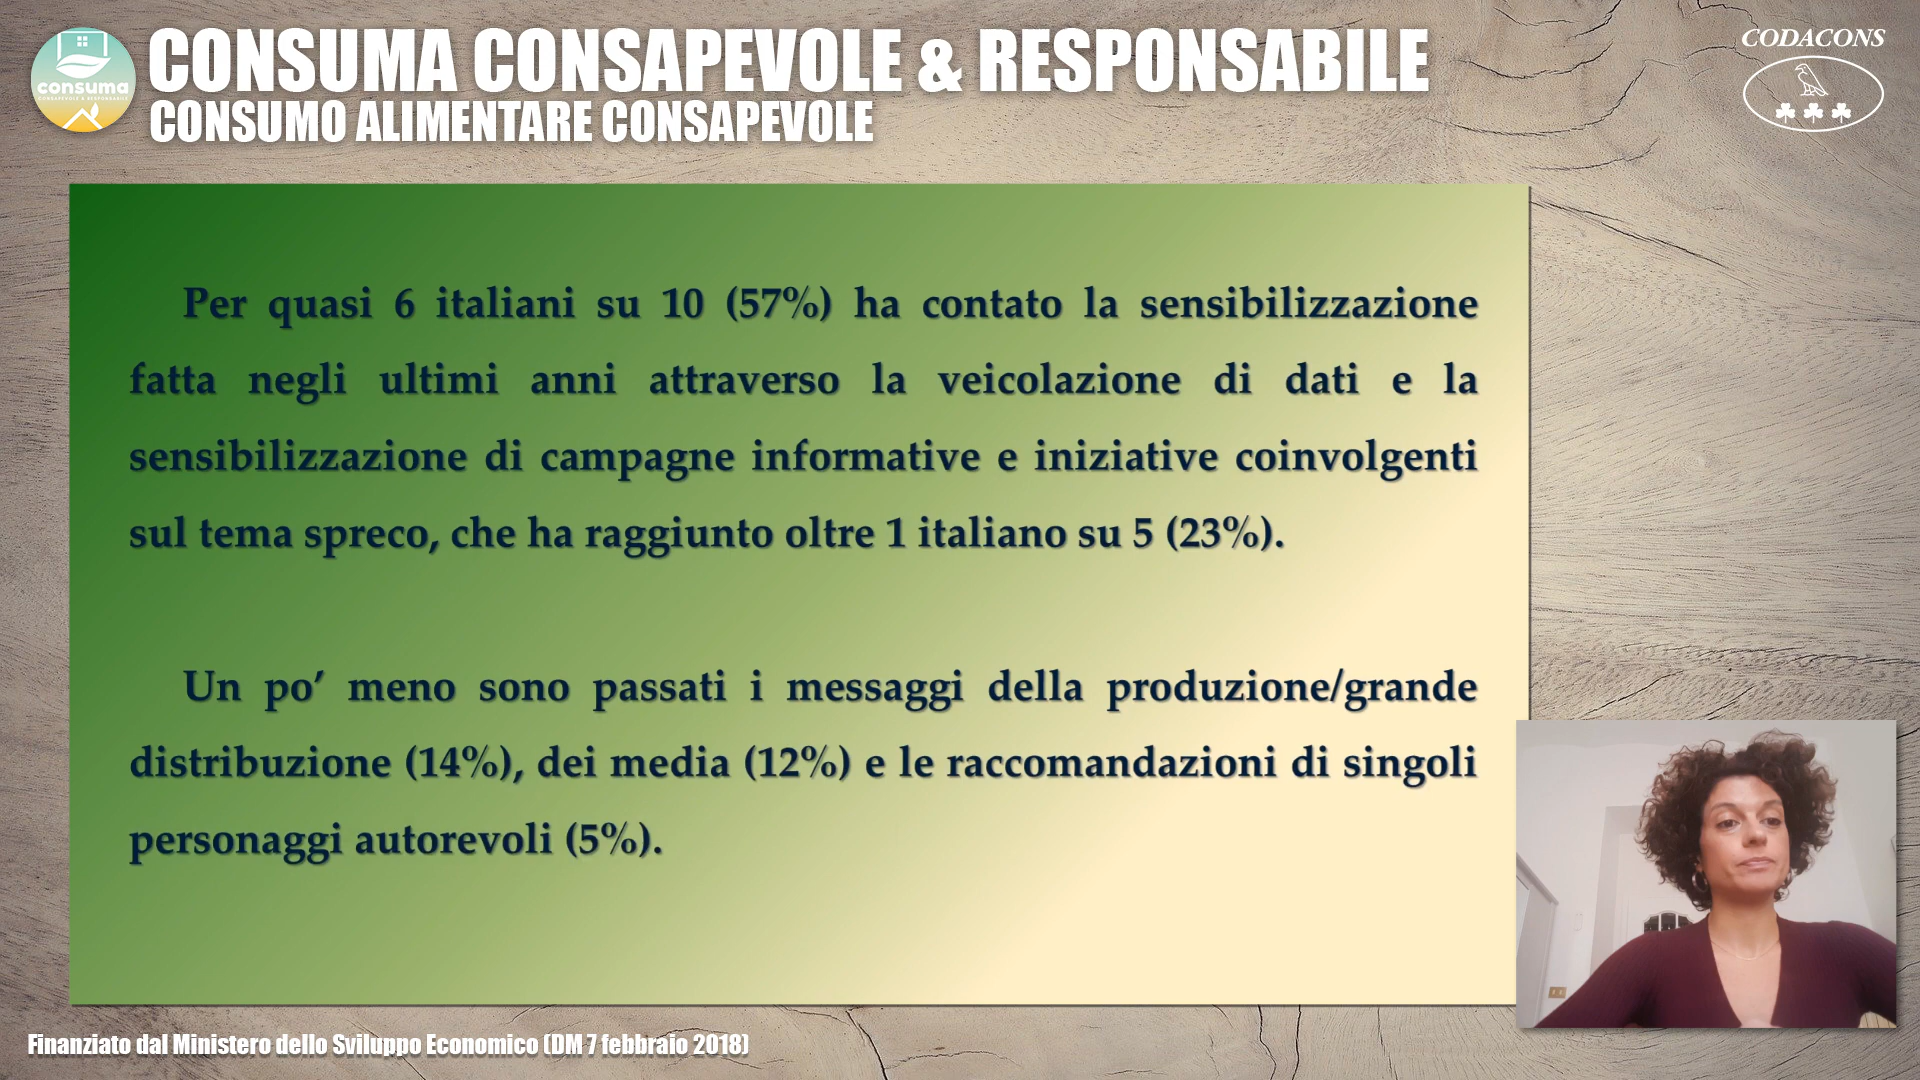 consuma
CONSUMA CONSAPEVOLE & RESPONSABILE
CONSUMO ALIMENTARE CONSAPEVOLE
CODACONS
Per quasi 6 italiani su 10 (57%) ha contato la sensibilizzazione
fatta negli ultimi anni attraverso la veicolazione di dati e la
sensibilizzazione di campagne informative e iniziative coinvolgenti
sul tema spreco, che ha raggiunto oltre 1 italiano su 5 (23%).
Un po’ meno sono passati i messaggi della produzione/grande
distribuzione (14%), dei media (12%) e le raccomandazioni di singoli
personaggi autorevoli (5%).
Finanziato dal Ministero dello Sviluppo Economico (DM 7 febbraio 2018)